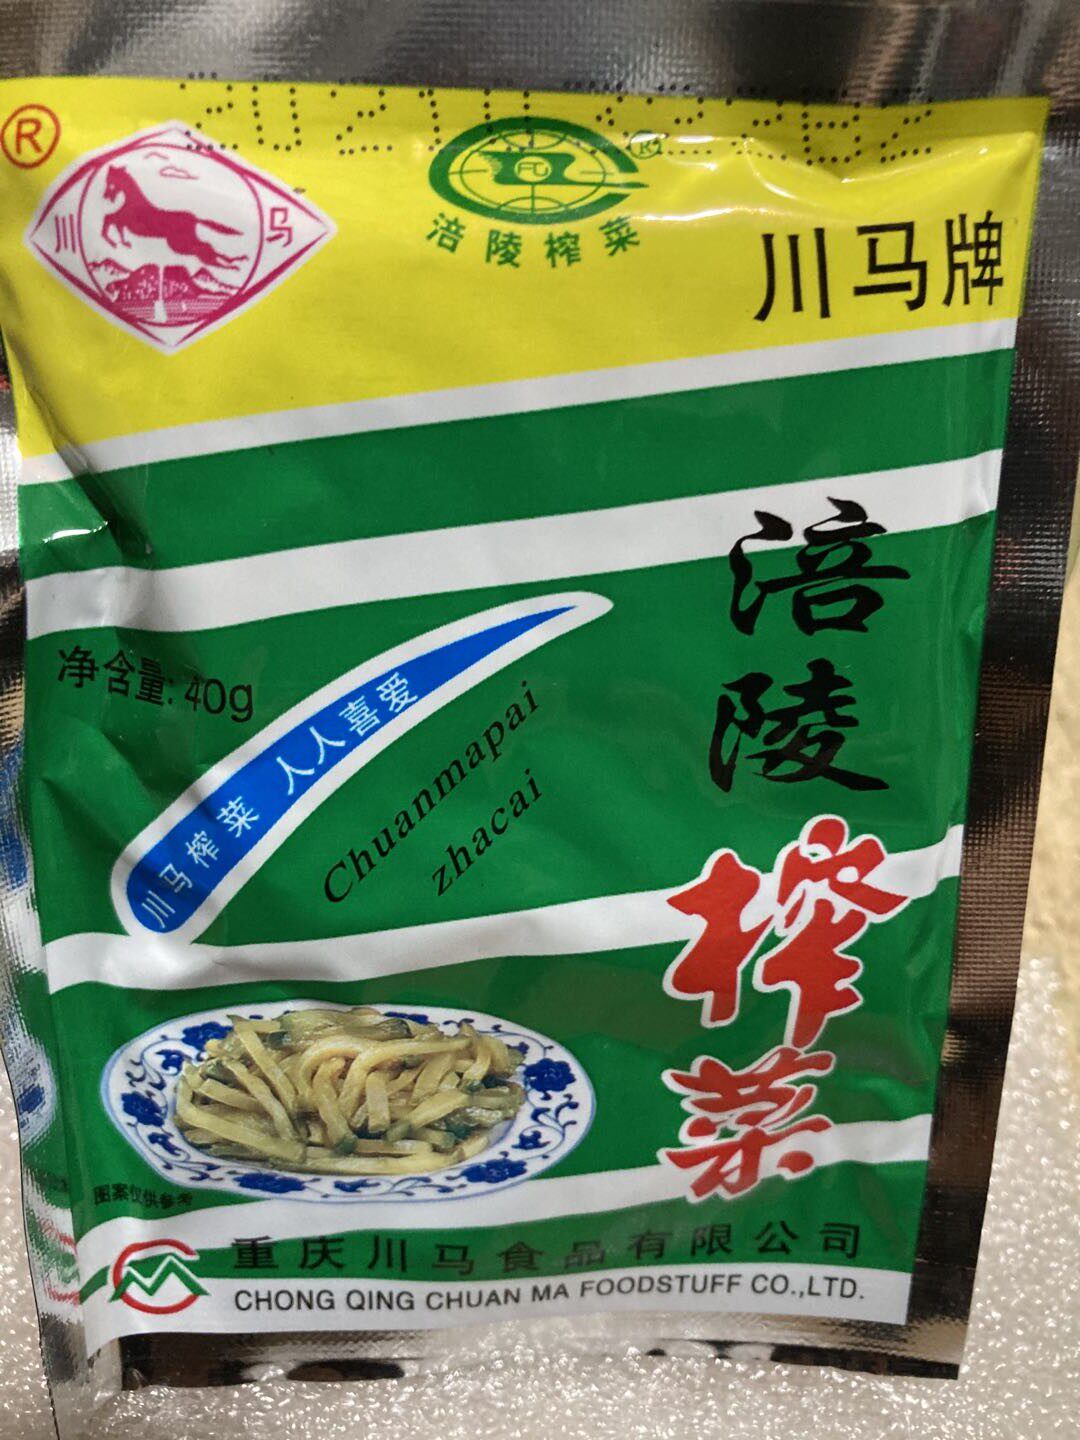 ®
川 马
FU
®
涪陵榨菜
川马牌
涪陵
榨菜
净含量: 40g
川马榨菜 人人喜爱
Chuanmapai
zhacai
图案仅供参考
重庆川马食品有限公司
CHONG QING CHUAN MA FOODSTUFF CO.,LTD.